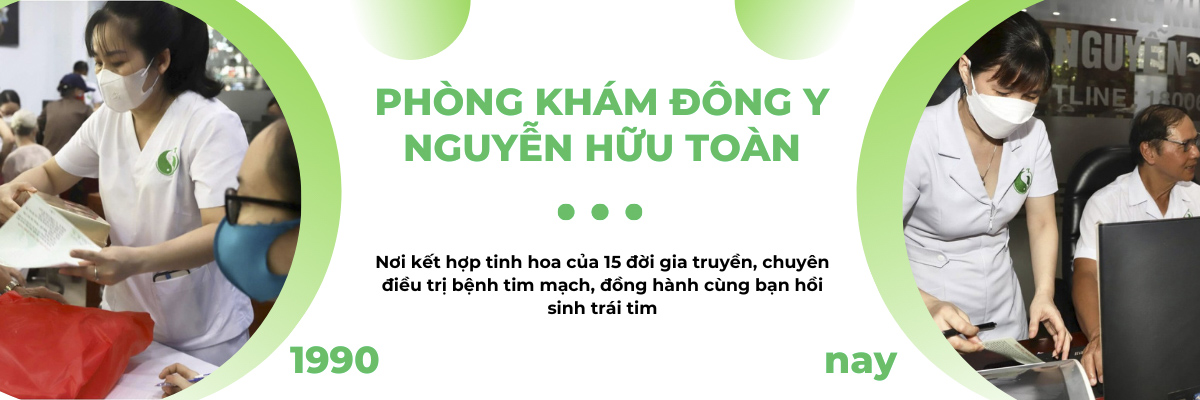 PHÒNG KHÁM ĐÔNG Y
NGUYỄN HỮU TOÀN
Nơi kết hợp tinh hoa của 15 đời gia truyền, chuyên
điều trị bệnh tim mạch, đồng hành cùng bạn hồi
sinh trái tim
1990
nay
NGUYỄN